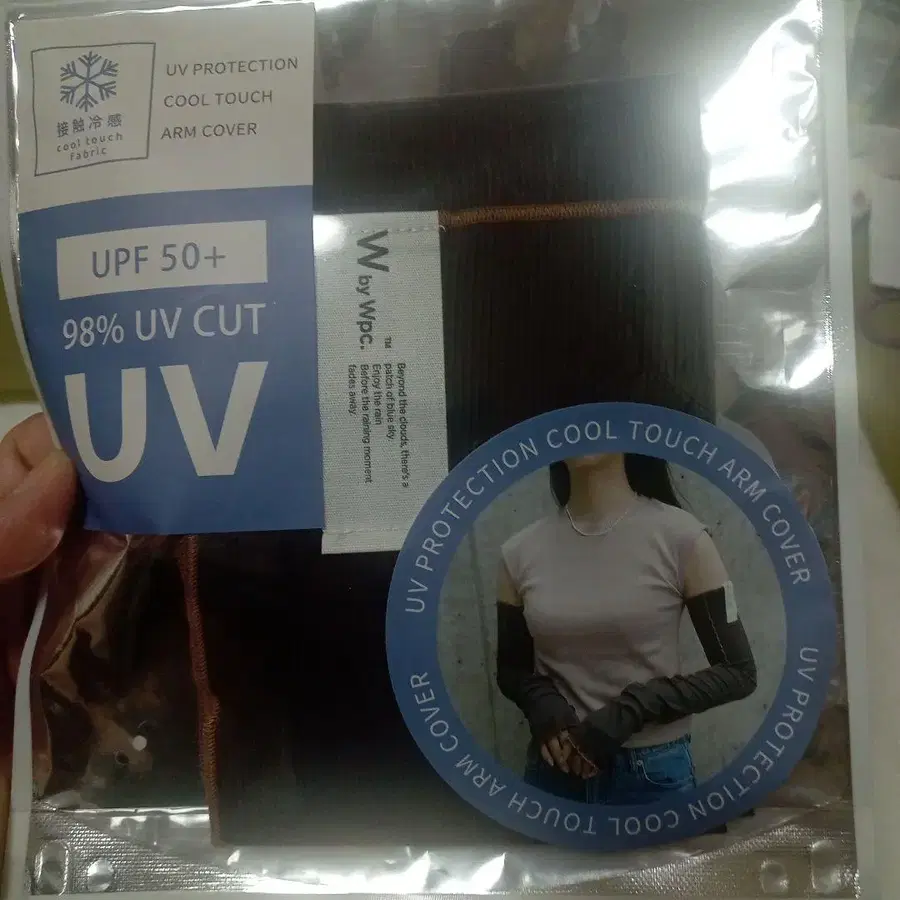 接触冷感
cool touch
fabric
UV PROTECTION
COOL TOUCH
ARM COVER
UPF 50+
98% UV CUT
UV
W by Wpc.™
Beyond the clouds, there's a
patch of blue sky.
Enjoy the rain
Before the raining moment
fades away.
UV PROTECTION COOL TOUCH ARM COVER
UV PROTECTION COOL TOUCH ARM COVER